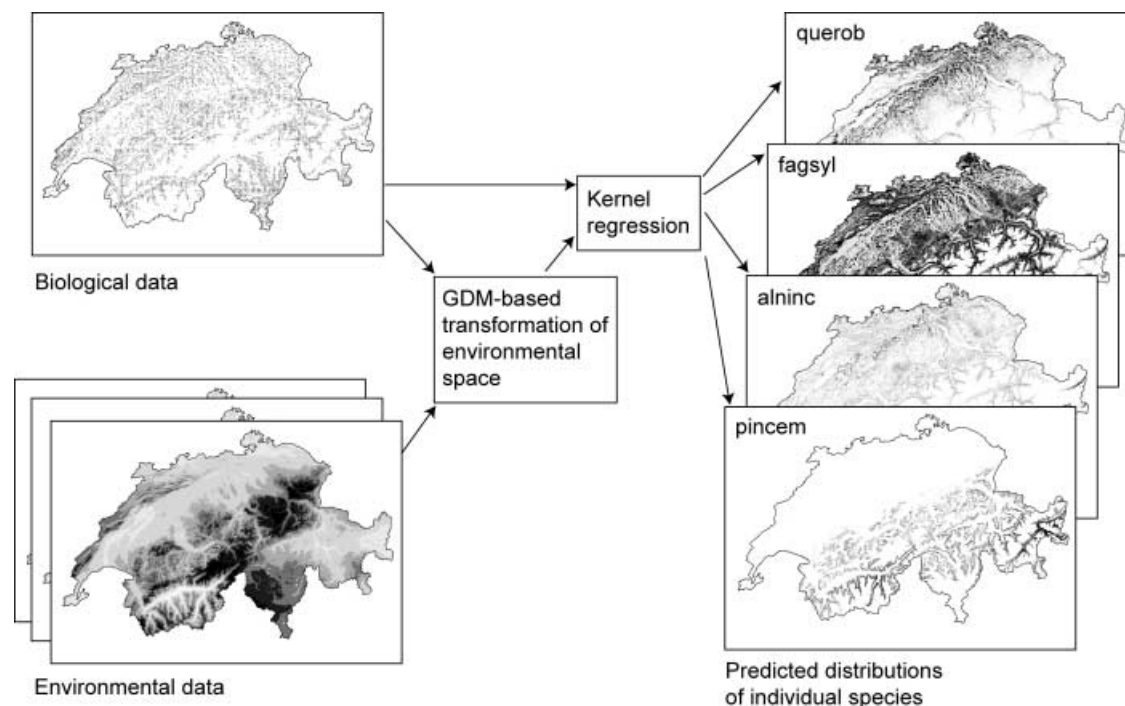 Biological data
Environmental data
GDM-based
transformation of
environmental
space
Kernel
regression
querob
fagsyl
alninc
pincem
Predicted distributions
of individual species